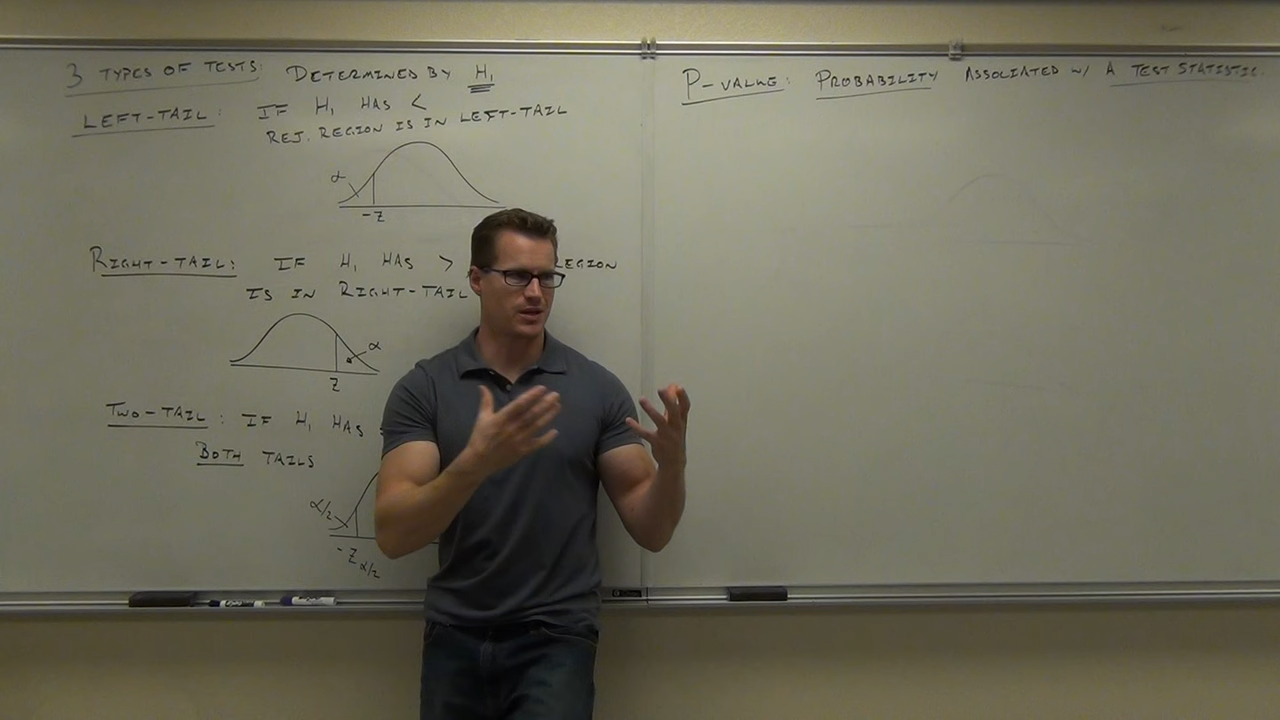 3 TYPES OF TESTS: DETERMINED BY H₁
LEFT-TAIL: IF H₁ HAS <
REJ. REGION IS IN LEFT-TAIL
α
-Z
RIGHT-TAIL: IF H₁ HAS > REGION
IS IN RIGHT-TAIL
α
Z
TWO-TAIL: IF H₁ HAS
BOTH TAILS
α/2
-Z α/2
P-VALUE: PROBABILITY ASSOCIATED W/ A TEST STATISTIC.